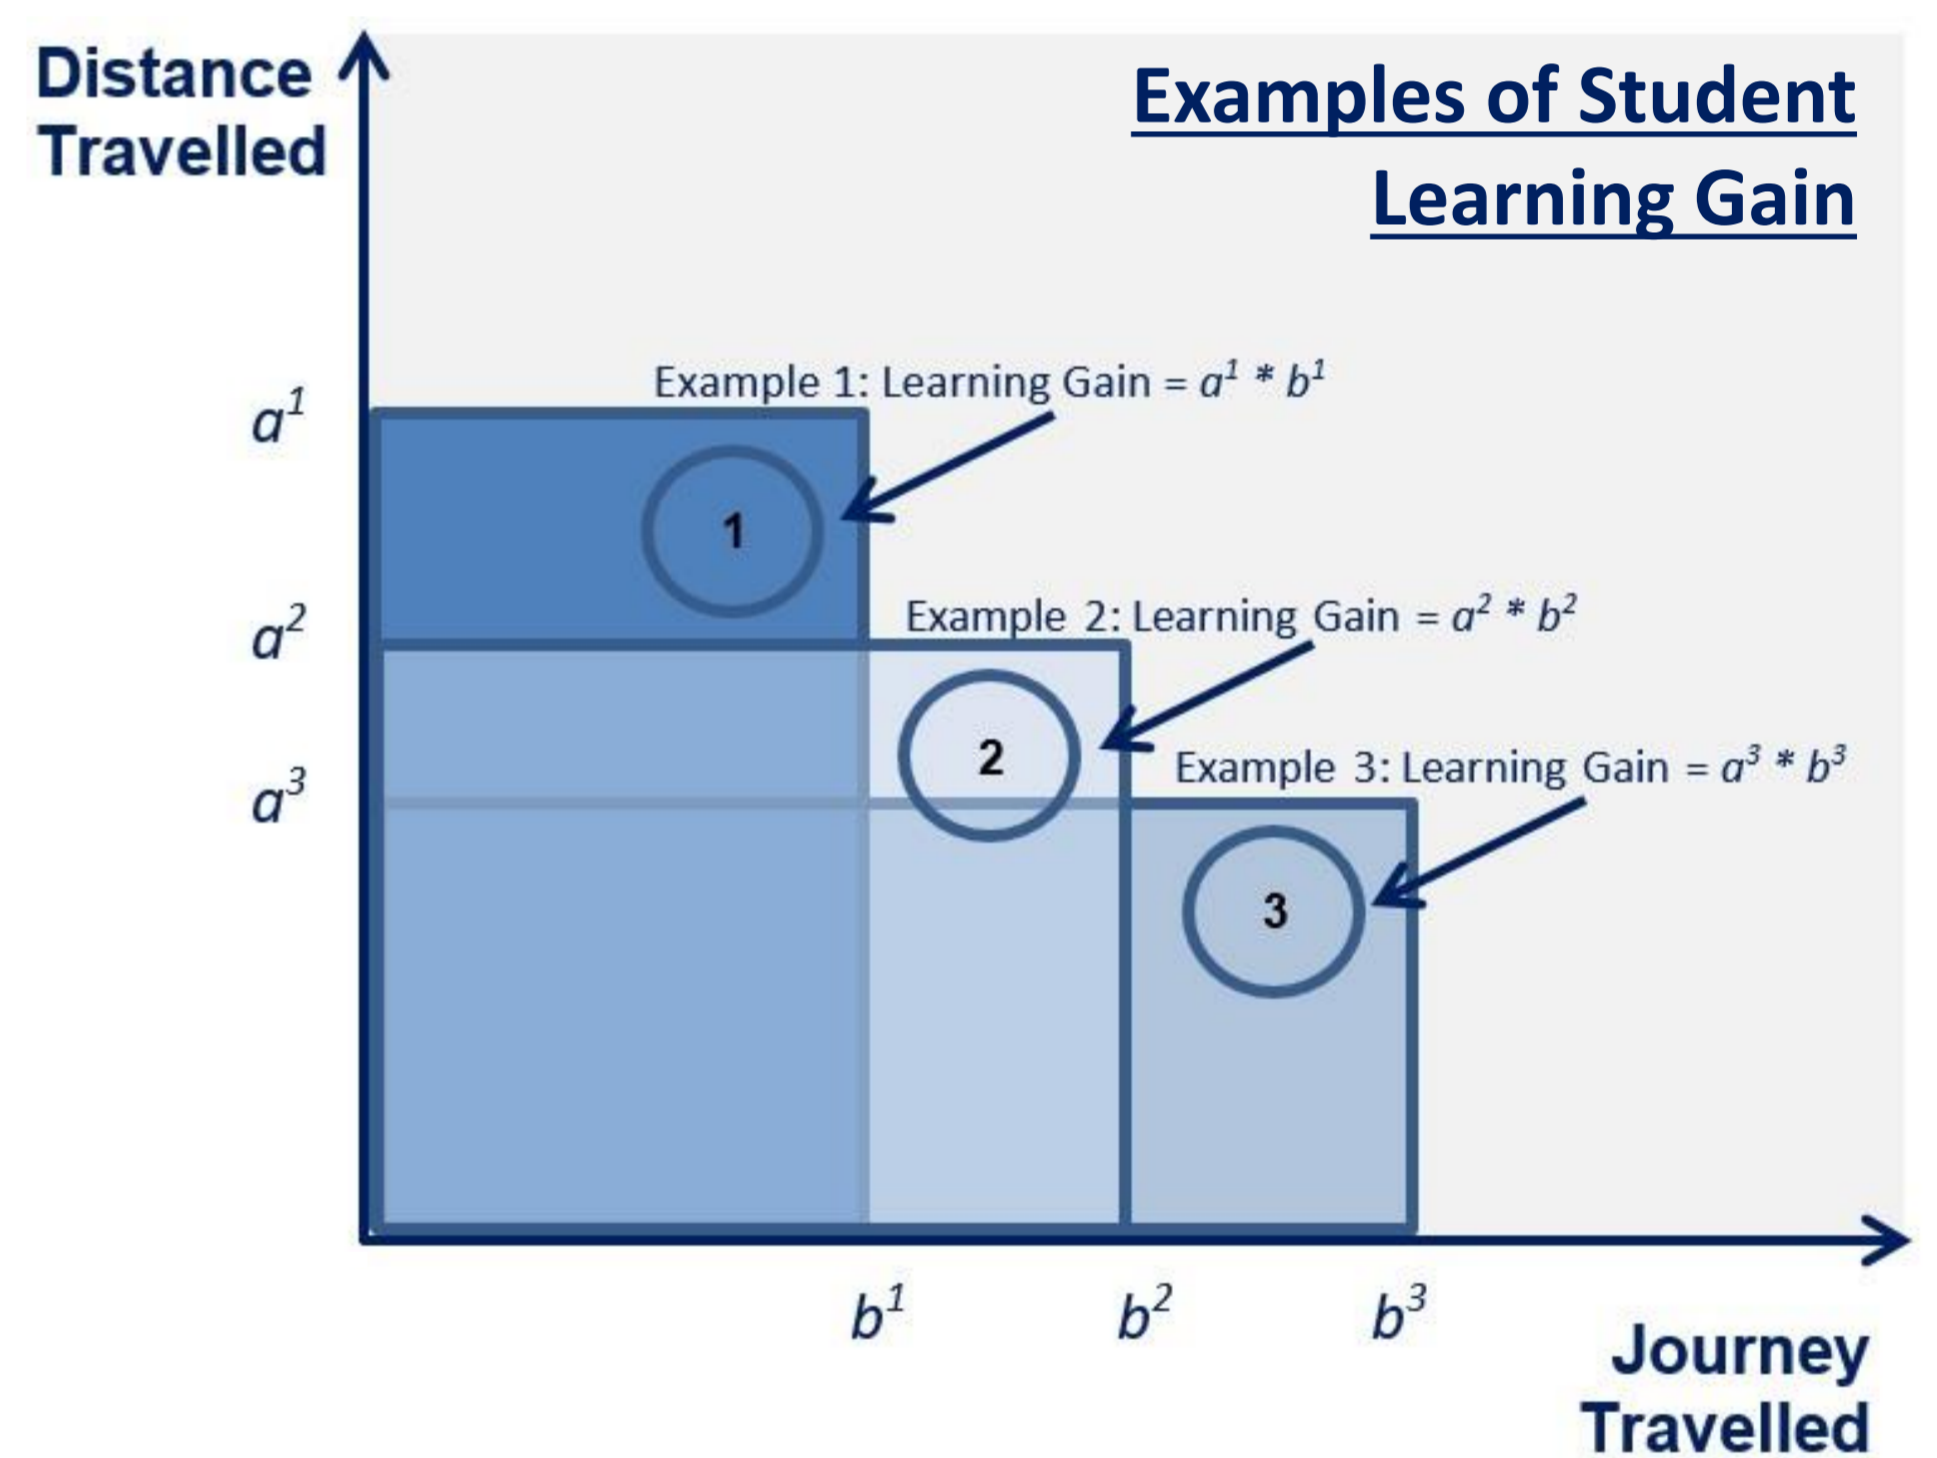 Distance
Travelled
Examples of Student
Learning Gain
Example 1: Learning Gain = a¹ * b¹
a¹
1
Example 2: Learning Gain = a² * b²
a²
2
Example 3: Learning Gain = a³ * b³
a³
3
b¹ b² b³
Journey
Travelled